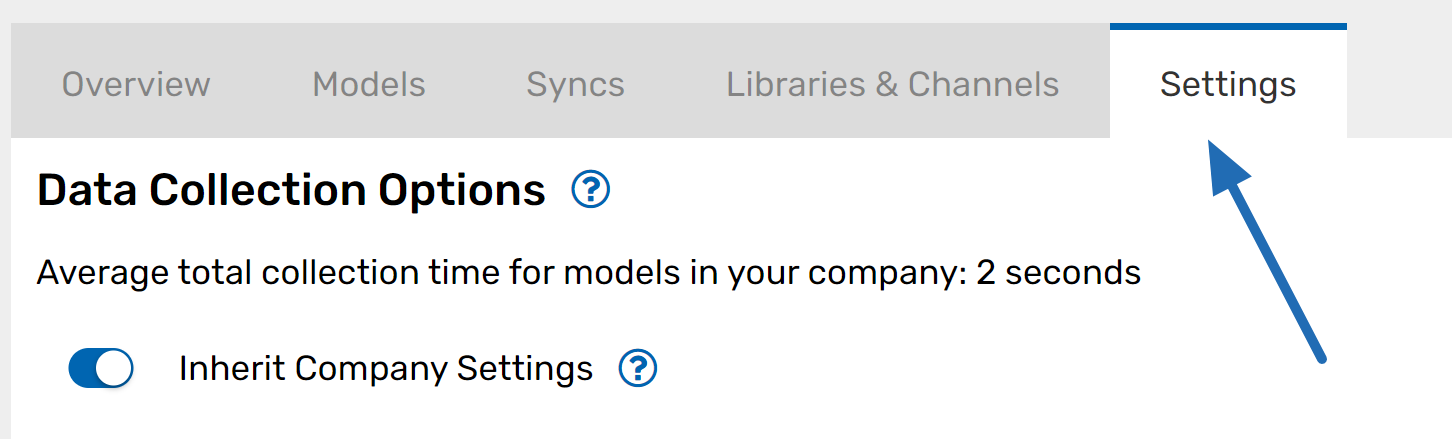 Overview Models Syncs Libraries & Channels Settings
Data Collection Options ?
Average total collection time for models in your company: 2 seconds
Inherit Company Settings ?